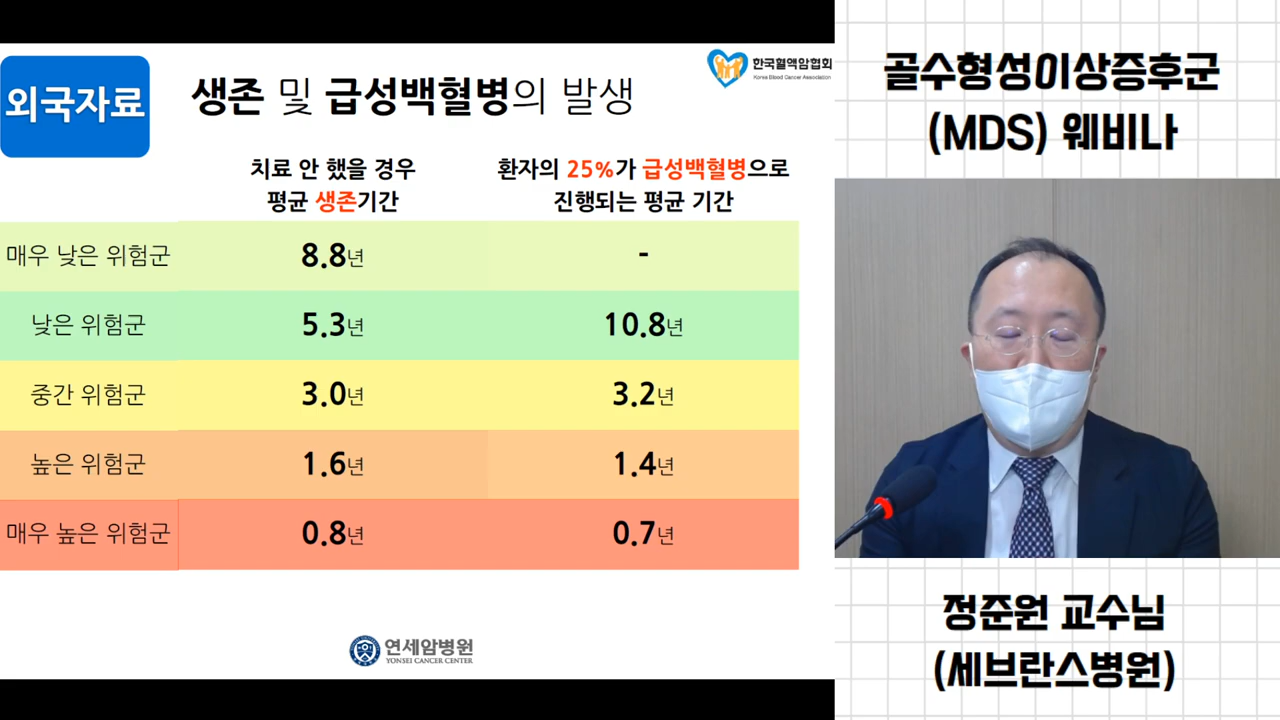 외국자료
생존 및 급성백혈병의 발생
한국혈액암협회
Korea Blood Cancer Association
치료 안 했을 경우
평균 생존기간
환자의 25%가 급성백혈병으로
진행되는 평균 기간
매우 낮은 위험군 8.8년 -
낮은 위험군 5.3년 10.8년
중간 위험군 3.0년 3.2년
높은 위험군 1.6년 1.4년
매우 높은 위험군 0.8년 0.7년
연세암병원
YONSEI CANCER CENTER
골수형성이상증후군
(MDS) 웨비나
정준원 교수님
(세브란스병원)